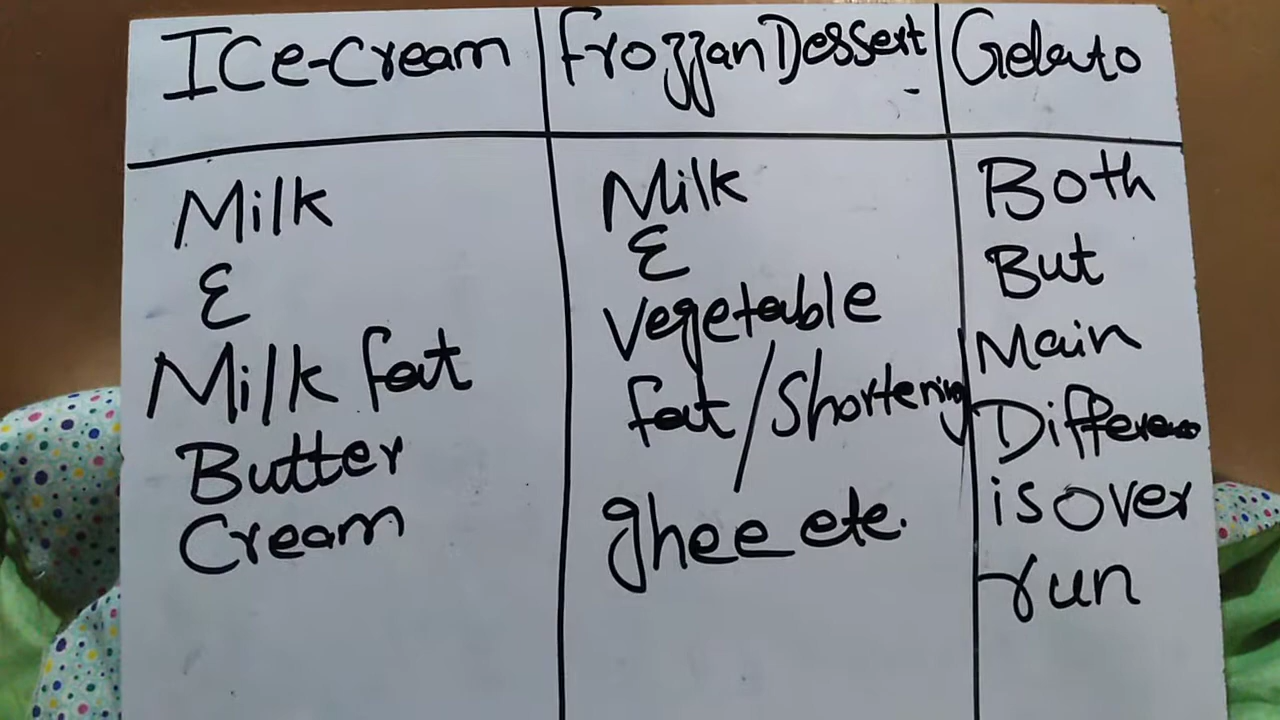 ICe-Cream
Milk
&
Milk fat
Butter
Cream
FrozzanDessert
Milk
&
Vegetable
fat/Shortening
ghee etc.
Gelato
Both
But
Main
Difference
is over
run